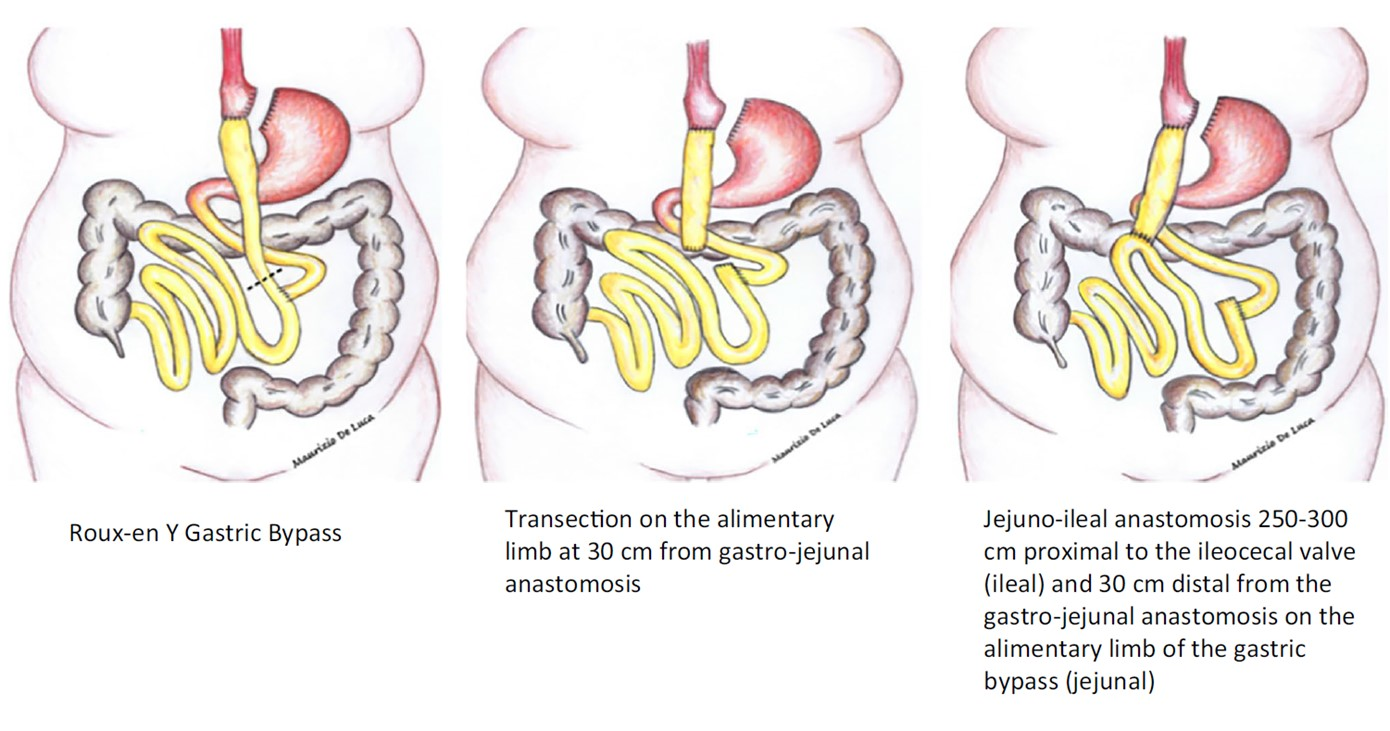 Maurizio De Luca
Maurizio De Luca
Maurizio De Luca
Roux-en Y Gastric Bypass
Transection on the alimentary
limb at 30 cm from gastro-jejunal
anastomosis
Jejuno-ileal anastomosis 250-300
cm proximal to the ileocecal valve
(ileal) and 30 cm distal from the
gastro-jejunal anastomosis on the
alimentary limb of the gastric
bypass (jejunal)